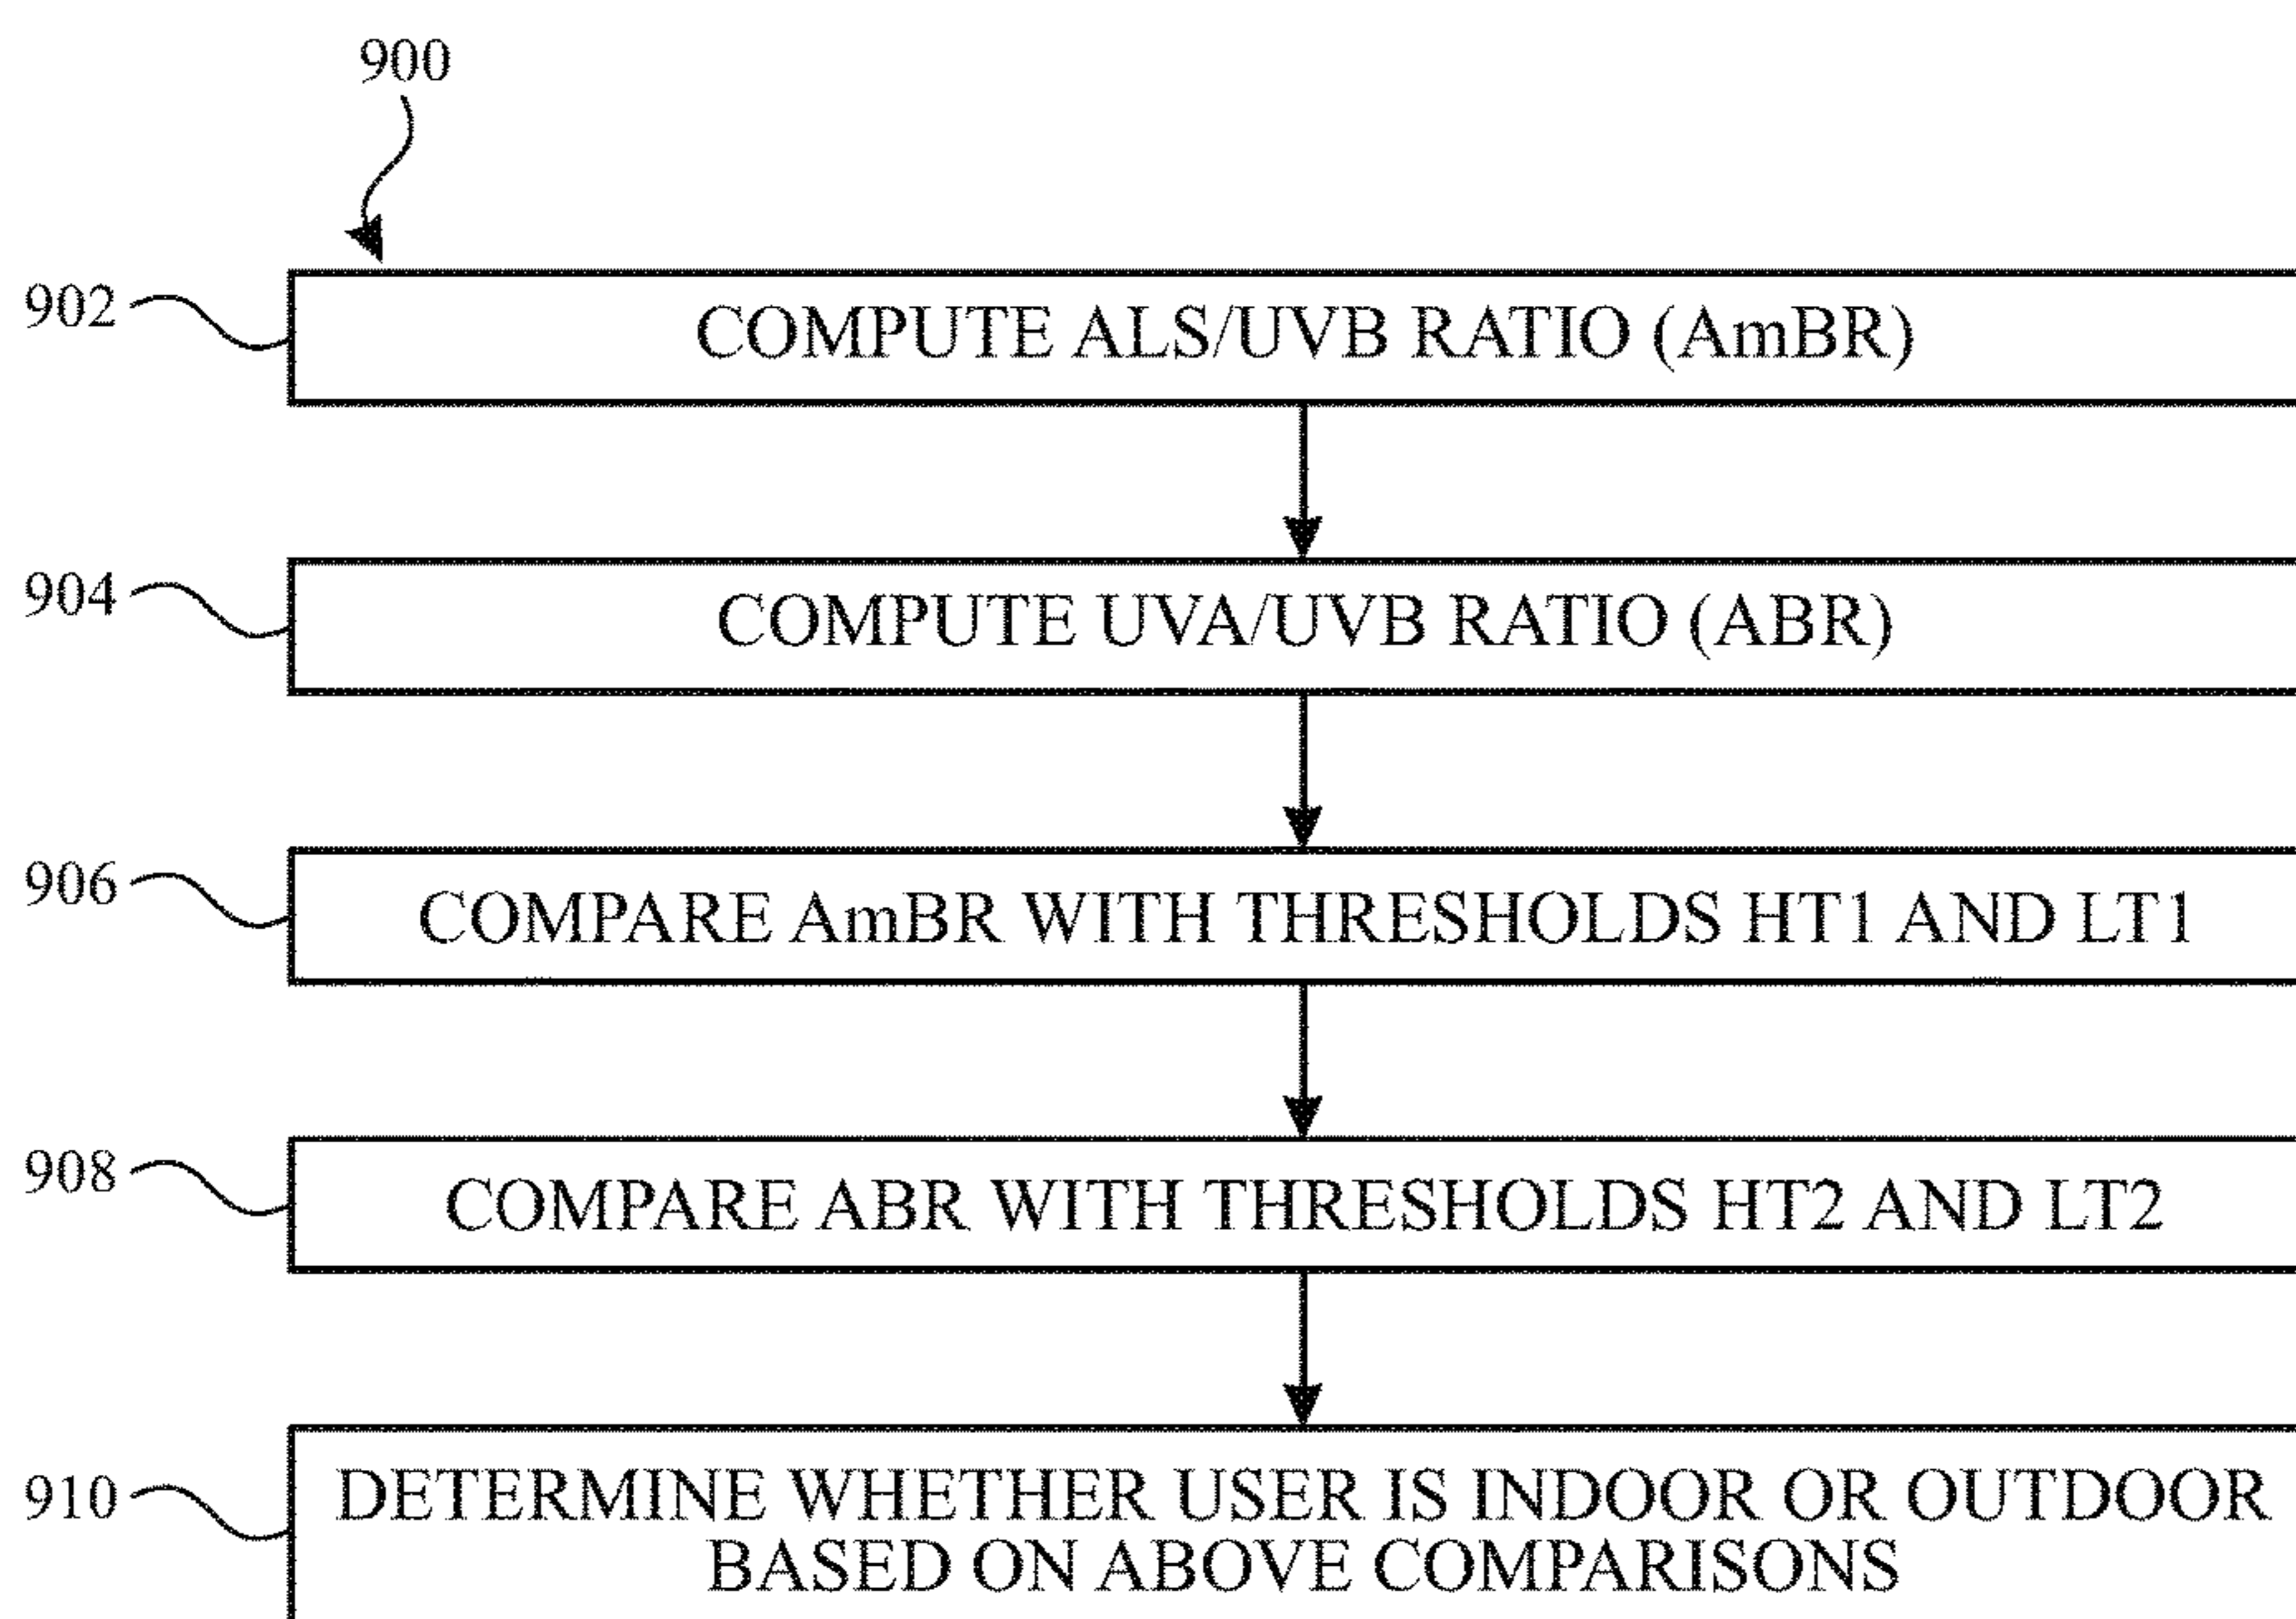 900
902
COMPUTE ALS/UVB RATIO (AmBR)
904
COMPUTE UVA/UVB RATIO (ABR)
906
COMPARE AmBR WITH THRESHOLDS HT1 AND LT1
908
COMPARE ABR WITH THRESHOLDS HT2 AND LT2
910
DETERMINE WHETHER USER IS INDOOR OR OUTDOOR
BASED ON ABOVE COMPARISONS